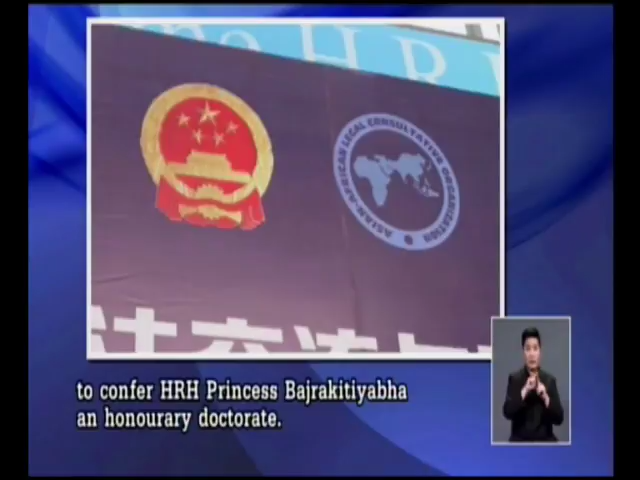 H R
ASIAN-AFRICAN LEGAL CONSULTATIVE ORGANIZATION
to confer HRH Princess Bajrakitiyabha
an honourary doctorate.